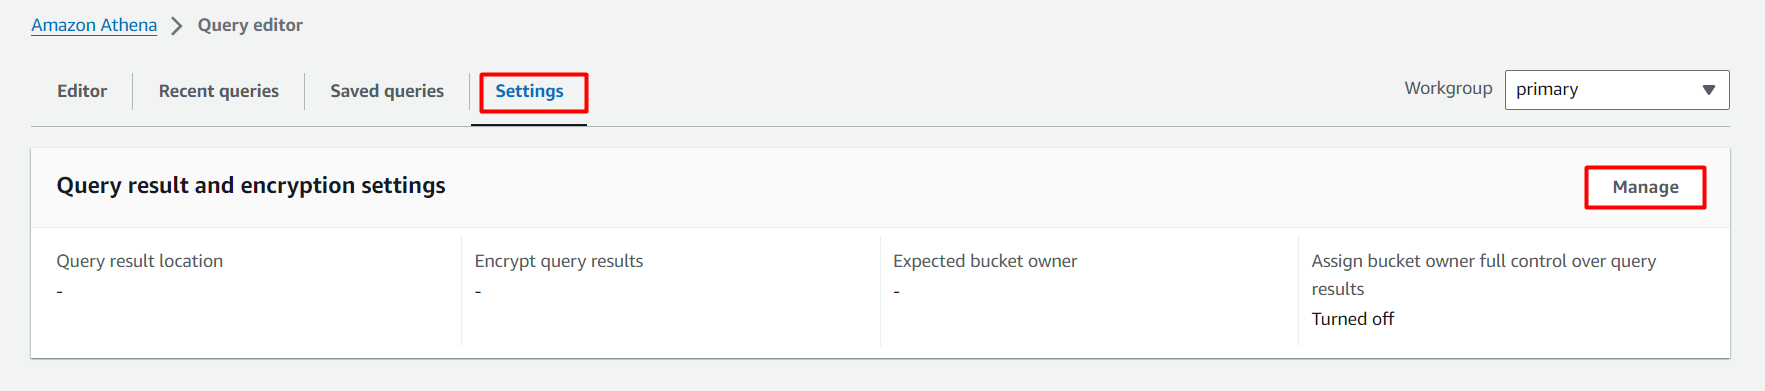 Amazon Athena > Query editor
Editor
Recent queries
Saved queries
Settings
Workgroup
primary
Query result and encryption settings
Manage
Query result location
-
Encrypt query results
-
Expected bucket owner
-
Assign bucket owner full control over query
results
Turned off